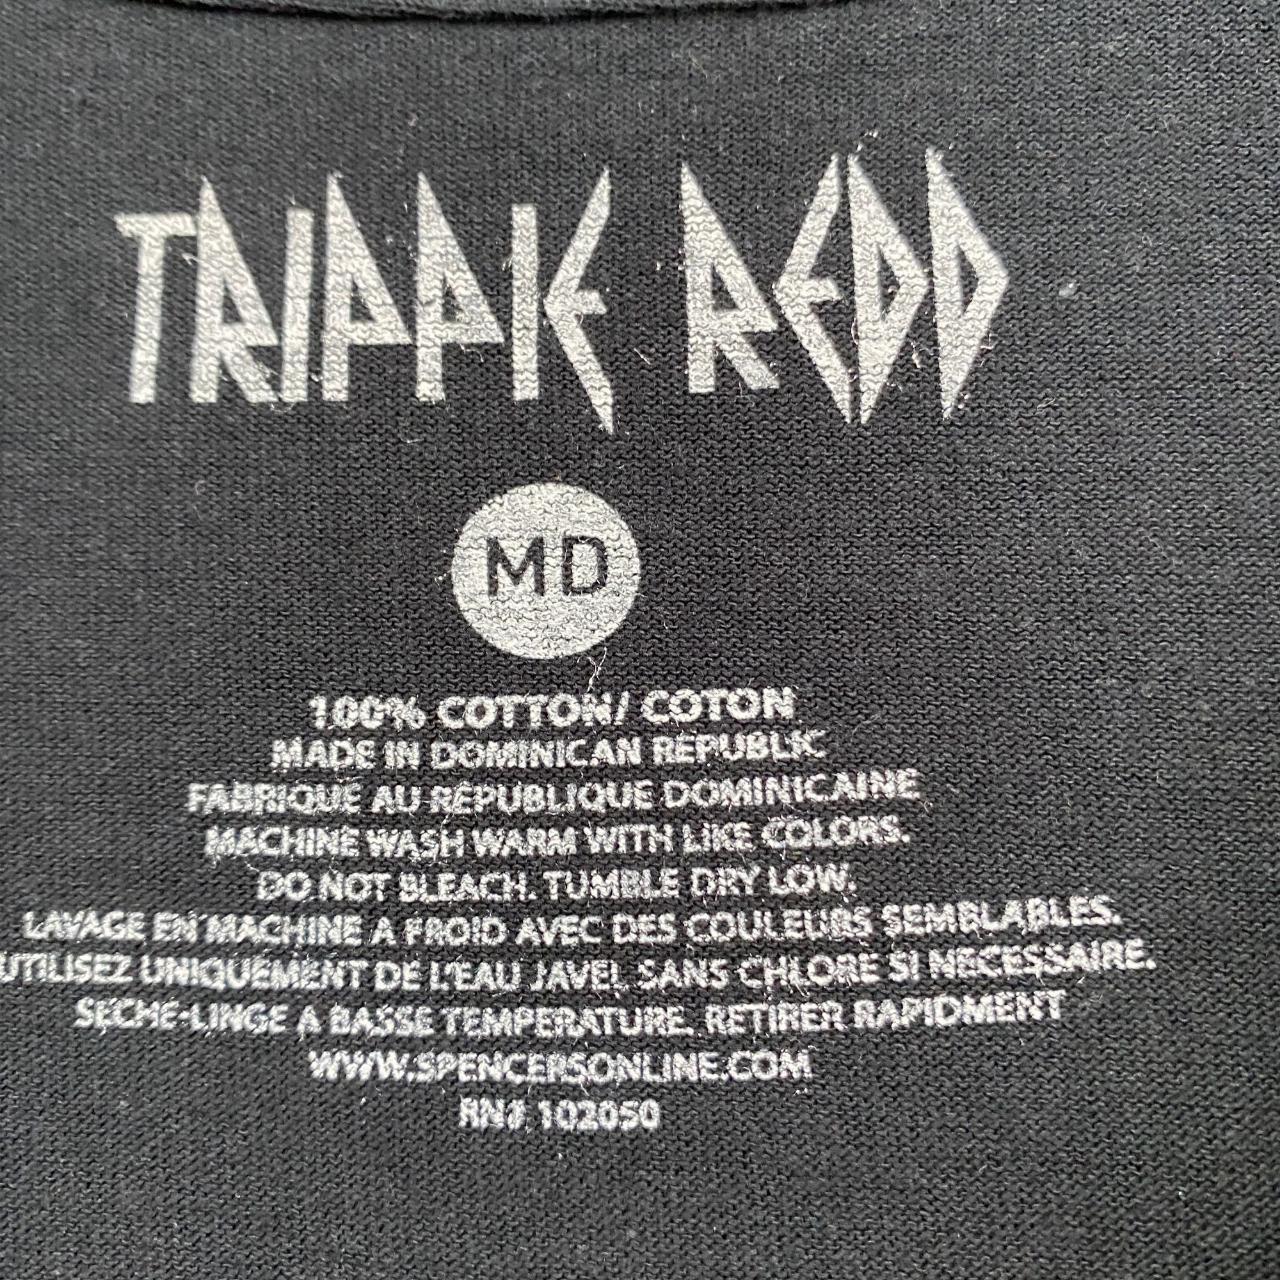 TRIPPIE REDD
MD
100% COTTON/ COTON
MADE IN DOMINICAN REPUBLIC
FABRIQUE AU RÉPUBLIQUE DOMINICAINE
MACHINE WASH WARM WITH LIKE COLORS.
DO NOT BLEACH. TUMBLE DRY LOW.
LAVAGE EN MACHINE A FROID AVEC DES COULEURS SEMBLABLES.
UTILISEZ UNIQUEMENT DE L'EAU JAVEL SANS CHLORE SI NECESSAIRE.
SECHE-LINGE A BASSE TEMPERATURE. RETIRER RAPIDMENT
WWW.SPENCERSONLINE.COM
RN# 102050